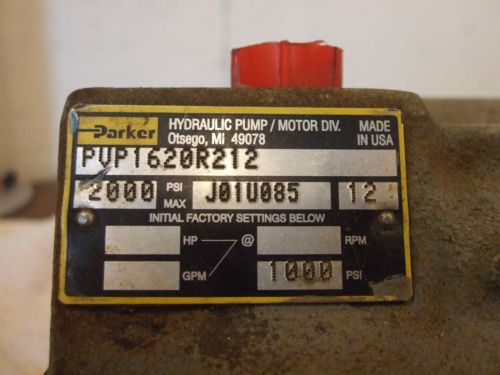 Parker
HYDRAULIC PUMP / MOTOR DIV.
Otsego, MI 49078
MADE
IN USA
PVP1620R212
2000
PSI
MAX
J01U085
12
INITIAL FACTORY SETTINGS BELOW
HP
@
RPM
GPM
1000
PSI